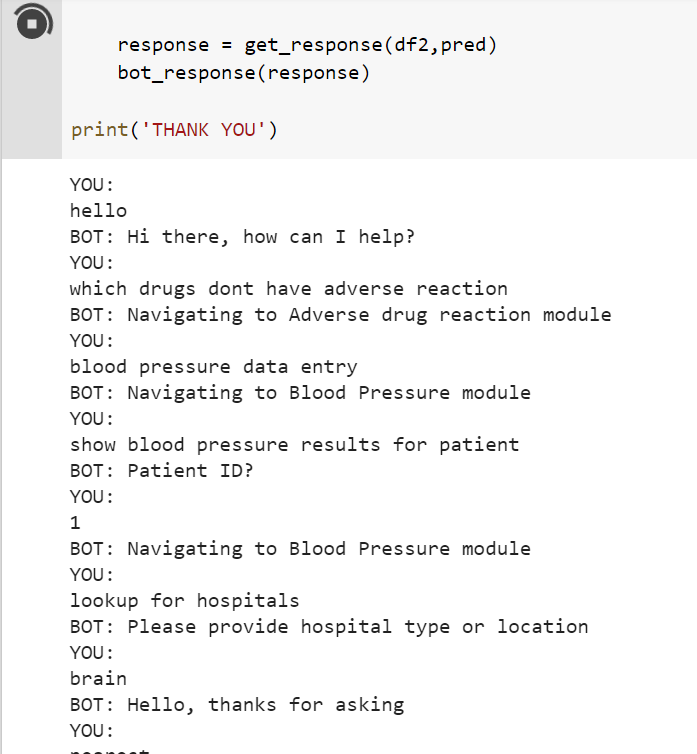 response = get_response(df2,pred)
bot_response(response)
print('THANK YOU')
YOU:
hello
BOT: Hi there, how can I help?
YOU:
which drugs dont have adverse reaction
BOT: Navigating to Adverse drug reaction module
YOU:
blood pressure data entry
BOT: Navigating to Blood Pressure module
YOU:
show blood pressure results for patient
BOT: Patient ID?
YOU:
1
BOT: Navigating to Blood Pressure module
YOU:
lookup for hospitals
BOT: Please provide hospital type or location
YOU:
brain
BOT: Hello, thanks for asking
YOU: